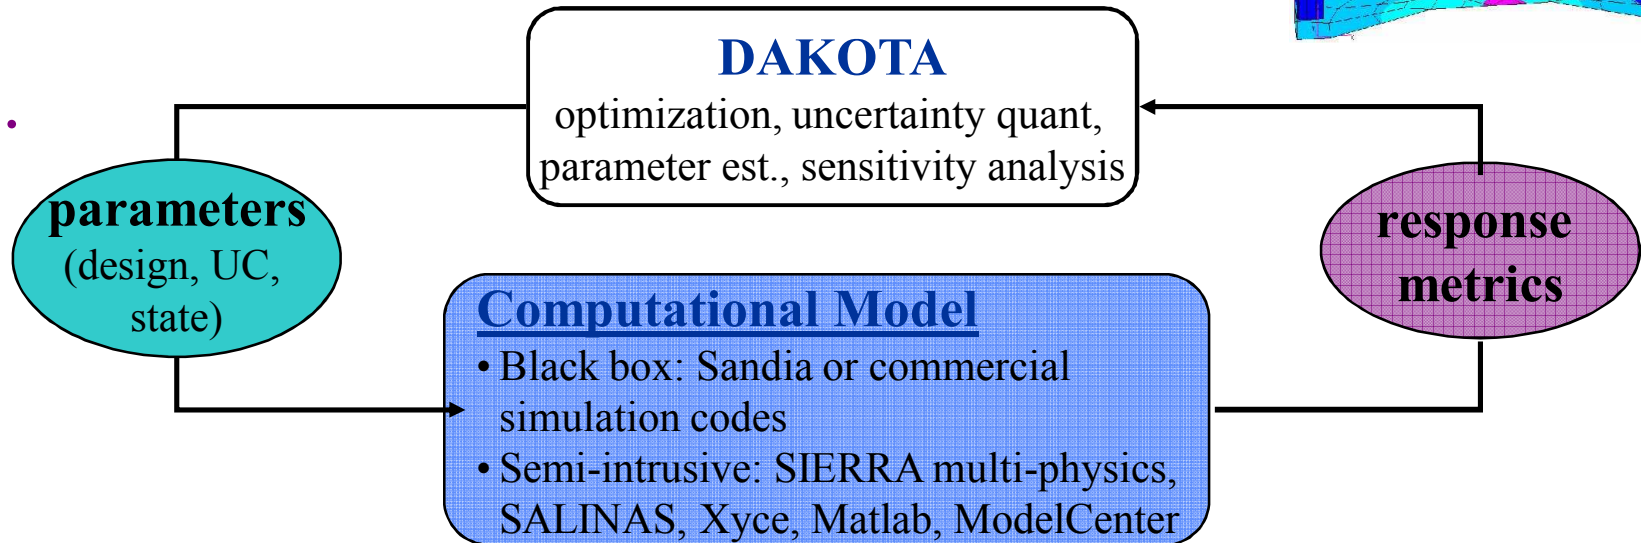 DAKOTA
optimization, uncertainty quant,
parameter est., sensitivity analysis
parameters
(design, UC,
state)
response
metrics
Computational Model
• Black box: Sandia or commercial
simulation codes
• Semi-intrusive: SIERRA multi-physics,
SALINAS, Xyce, Matlab, ModelCenter